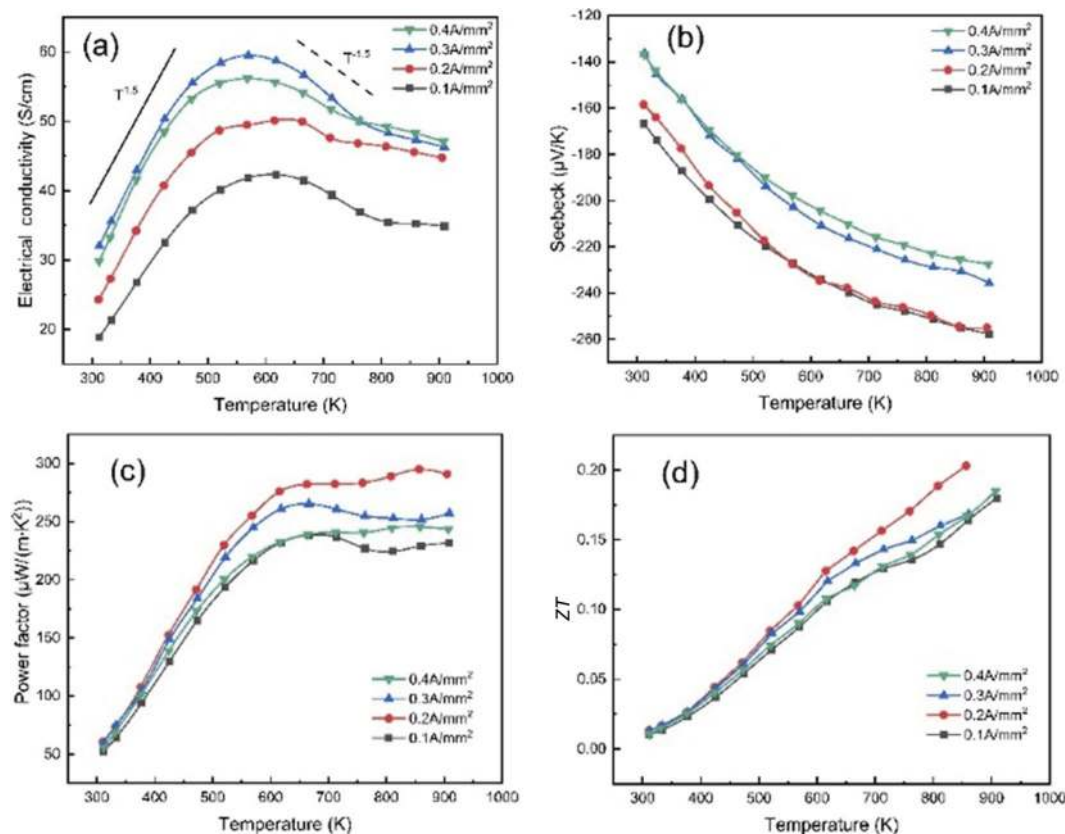 (a)
0.4A/mm²
0.3A/mm²
0.2A/mm²
0.1A/mm²
T^1.5
T^-1.5
60
50
40
30
20
Electrical conductivity (S/cm)
300 400 500 600 700 800 900 1000
Temperature (K)
(b)
0.4A/mm²
0.3A/mm²
0.2A/mm²
0.1A/mm²
-120
-140
-160
-180
-200
-220
-240
-260
Seebeck (µV/K)
300 400 500 600 700 800 900 1000
Temperature (K)
(c)
300
250
200
150
100
50
Power factor (µW/(m·K²))
0.4A/mm²
0.3A/mm²
0.2A/mm²
0.1A/mm²
300 400 500 600 700 800 900 1000
Temperature (K)
(d)
0.20
0.15
0.10
0.05
0.00
ZT
0.4A/mm²
0.3A/mm²
0.2A/mm²
0.1A/mm²
300 400 500 600 700 800 900 1000
Temperature (K)